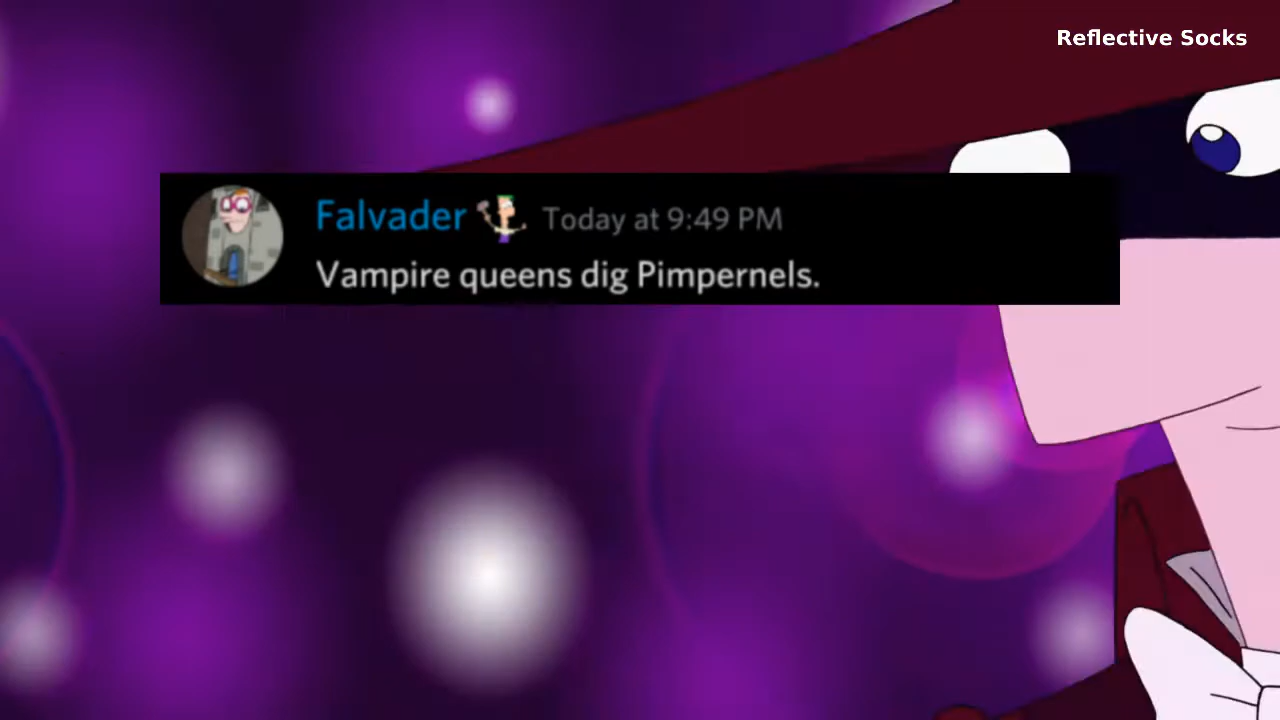 Reflective Socks
Falvader Today at 9:49 PM
Vampire queens dig Pimpernels.